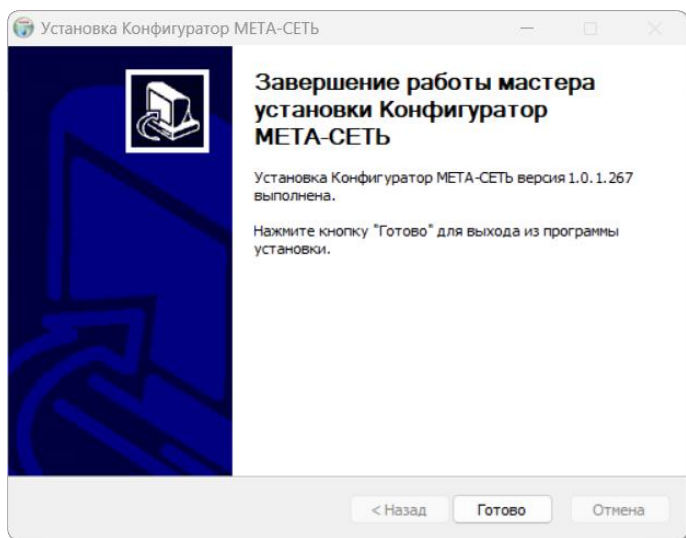 Установка Конфигуратор МЕТА-СЕТЬ
Завершение работы мастера
установки Конфигуратор
МЕТА-СЕТЬ
Установка Конфигуратор МЕТА-СЕТЬ версия 1.0.1.267
выполнена.
Нажмите кнопку "Готово" для выхода из программы
установки.
< Назад
Готово
Отмена